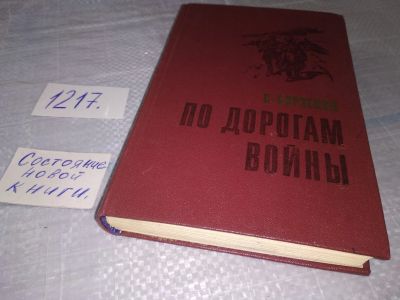 1217.
Состояние
новой
книги.
ПО ДОРОГАМ
ВОЙНЫ